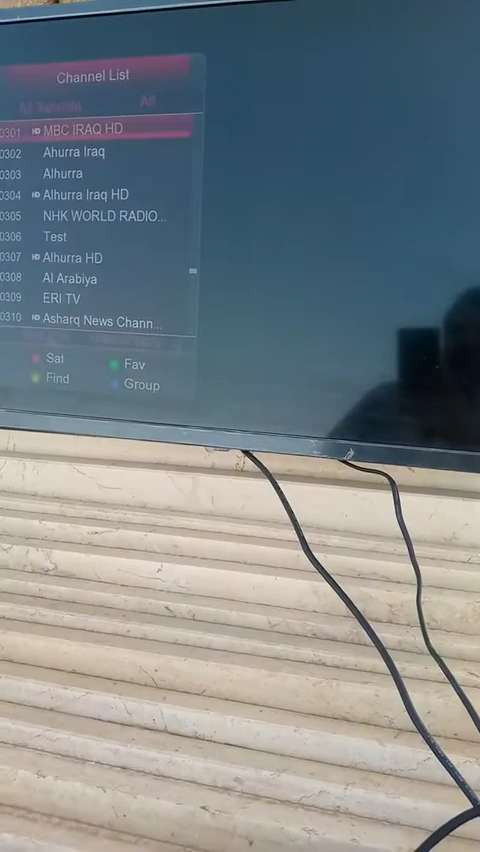 Channel List
All Satellite All
0301 HD MBC IRAQ HD
0302 Ahurra Iraq
0303 Alhurra
0304 HD Alhurra Iraq HD
0305 NHK WORLD RADIO...
0306 Test
0307 HD Alhurra HD
0308 Al Arabiya
0309 ERI TV
0310 HD Asharq News Chann...
Sat Fav
Find Group